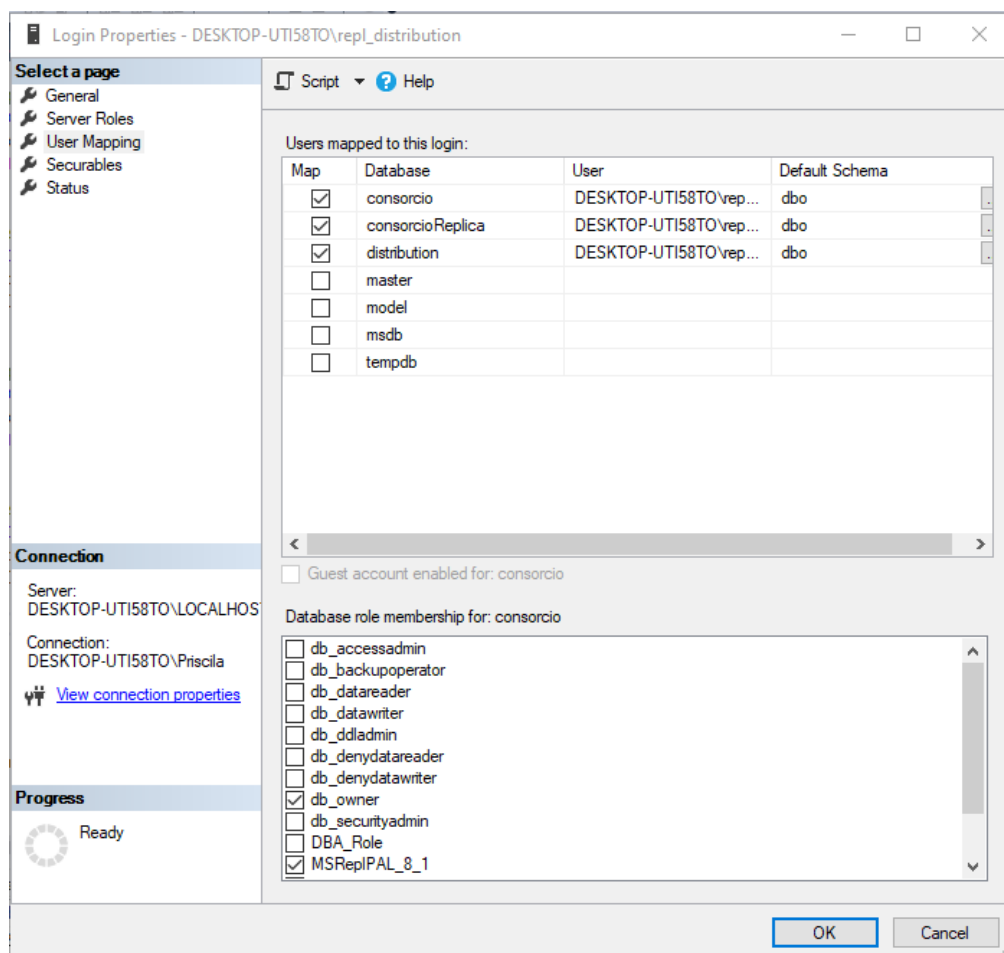 Login Properties - DESKTOP-UTI58TO\repl_distribution
Select a page
General
Server Roles
User Mapping
Securables
Status
Script Help
Users mapped to this login:
Map Database User Default Schema
consorcio DESKTOP-UTI58TO\rep... dbo
consorcioReplica DESKTOP-UTI58TO\rep... dbo
distribution DESKTOP-UTI58TO\rep... dbo
master
model
msdb
tempdb
Guest account enabled for: consorcio
Database role membership for: consorcio
db_accessadmin
db_backupoperator
db_datareader
db_datawriter
db_ddladmin
db_denydatareader
db_denydatawriter
db_owner
db_securityadmin
DBA_Role
MSReplPAL_8_1
Connection
Server:
DESKTOP-UTI58TO\LOCALHOS
Connection:
DESKTOP-UTI58TO\Priscila
View connection properties
Progress
Ready
OK Cancel